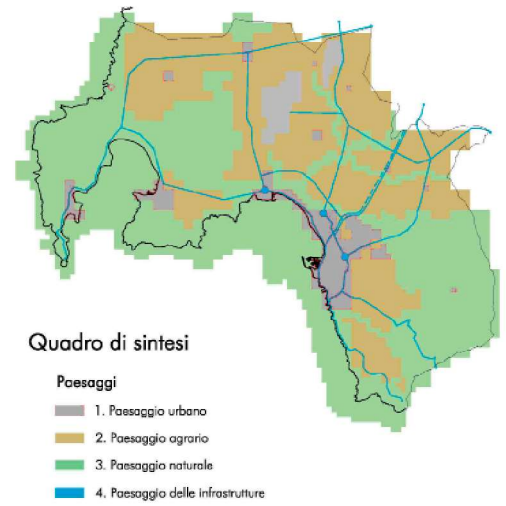 Quadro di sintesi
Paesaggi
1. Paesaggio urbano
2. Paesaggio agrario
3. Paesaggio naturale
4. Paesaggio delle infrastrutture